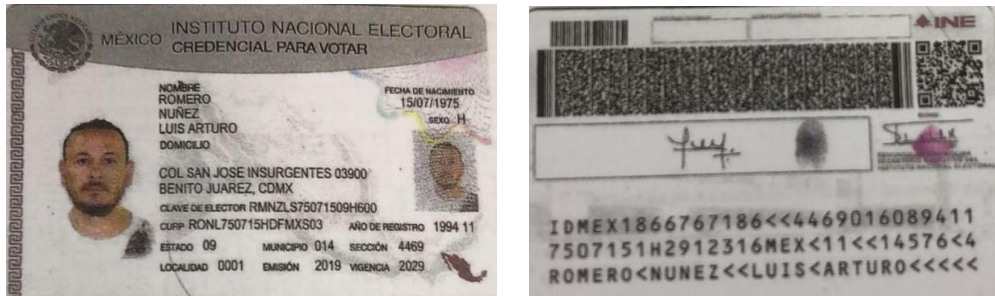 MÉXICO
INSTITUTO NACIONAL ELECTORAL
CREDENCIAL PARA VOTAR
NOMBRE
ROMERO
NUÑEZ
LUIS ARTURO
FECHA DE NACIMIENTO
15/07/1975
SEXO H
DOMICILIO
COL SAN JOSE INSURGENTES 03900
BENITO JUAREZ, CDMX
CLAVE DE ELECTOR RMNZLS75071509H600
CURP RONL750715HDFMXS03 AÑO DE REGISTRO 1994 11
ESTADO 09 MUNICIPIO 014 SECCIÓN 4469
LOCALIDAD 0001 EMISIÓN 2019 VIGENCIA 2029
INE
IDMEX1866767186<<4469016089411
7507151H2912316MEX<11<<14576<4
ROMERO<NUNEZ<<LUIS<ARTURO<<<<<